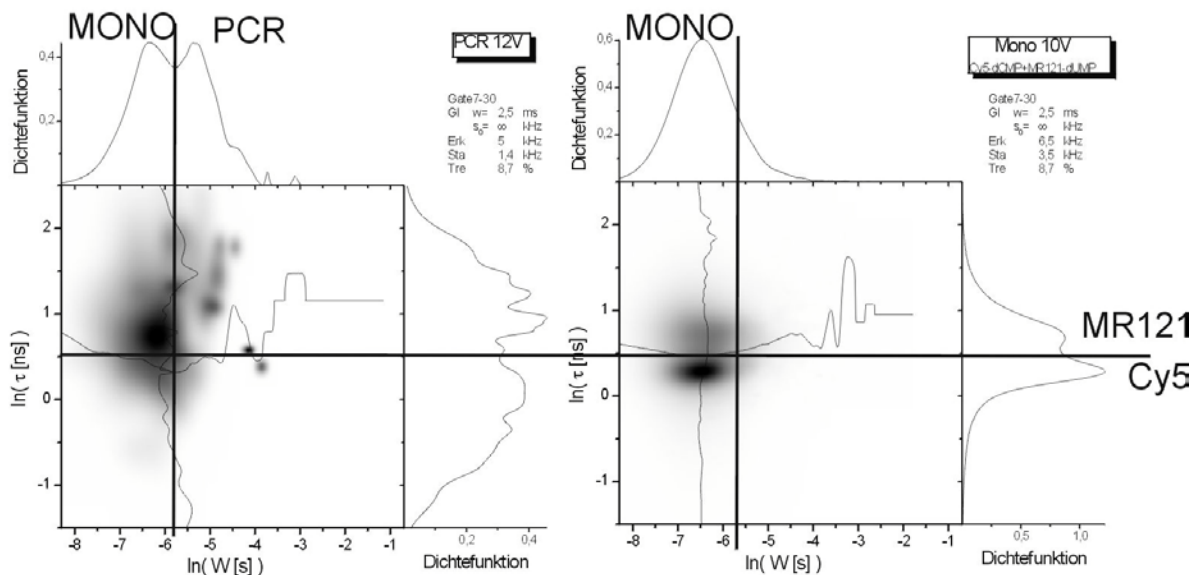 MONO PCR
PCR 12V
Gate7-30
Gl w= 2,5 ms
s₀= ∞ kHz
Erk 5 kHz
Sta 1,4 kHz
Tre 8,7 %
Dichtefunktion
0,4
0,2
ln( τ [ns] )
2
1
0
-1
-8 -7 -6 -5 -4 -3 -2 -1
ln( W [s] )
0,4
Dichtefunktion
MONO
Mono 10V
Cy5-dCMP+MR121-dUMP
Gate7-30
Gl w= 2,5 ms
s₀= ∞ kHz
Erk 6,5 kHz
Sta 3,5 kHz
Tre 8,7 %
Dichtefunktion
0,6
0,4
0,2
ln( τ [ns] )
2
1
0
-1
-8 -7 -6 -5 -4 -3 -2 -1
ln( W [s] )
0,5 1,0
Dichtefunktion
MR121
Cy5